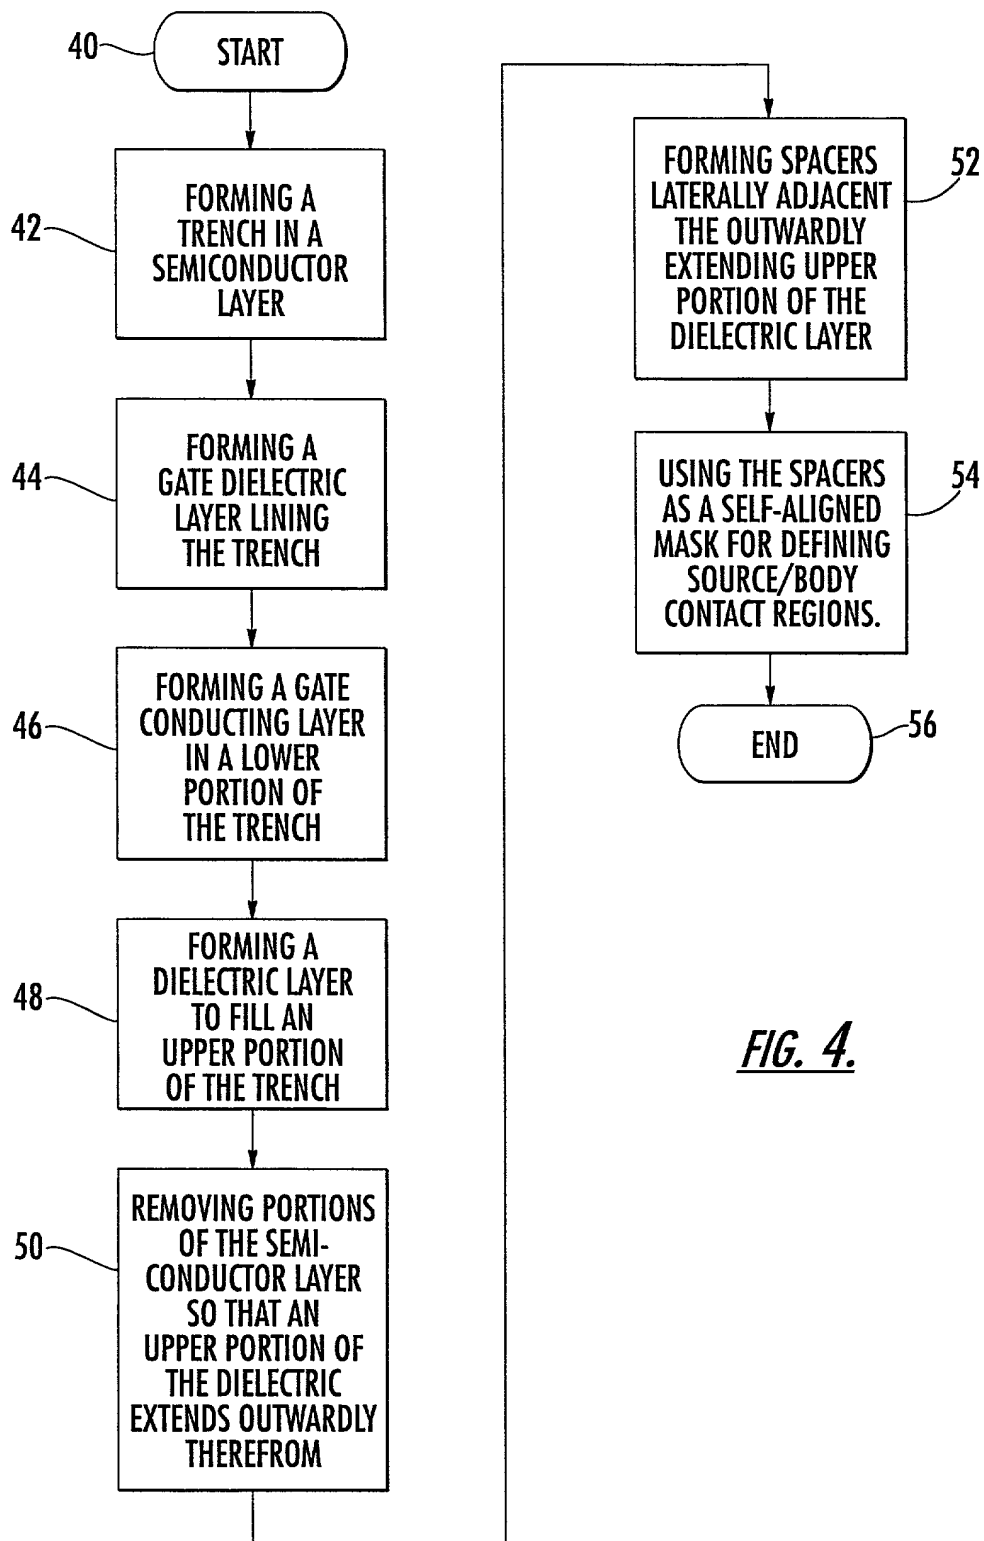 40
START
42
FORMING A
TRENCH IN A
SEMICONDUCTOR
LAYER
44
FORMING A
GATE DIELECTRIC
LAYER LINING
THE TRENCH
46
FORMING A GATE
CONDUCTING LAYER
IN A LOWER
PORTION OF
THE TRENCH
48
FORMING A
DIELECTRIC LAYER
TO FILL AN
UPPER PORTION
OF THE TRENCH
50
REMOVING PORTIONS
OF THE SEMI-
CONDUCTOR LAYER
SO THAT AN
UPPER PORTION OF
THE DIELECTRIC
EXTENDS OUTWARDLY
THEREFROM
52
FORMING SPACERS
LATERALLY ADJACENT
THE OUTWARDLY
EXTENDING UPPER
PORTION OF THE
DIELECTRIC LAYER
54
USING THE SPACERS
AS A SELF-ALIGNED
MASK FOR DEFINING
SOURCE/BODY
CONTACT REGIONS.
56
END
FIG. 4.